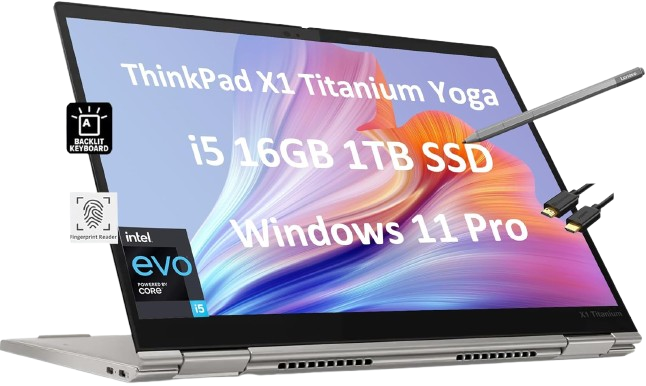 ThinkPad X1 Titanium Yoga
i5 16GB 1TB SSD
Windows 11 Pro
Lenovo
A
BACKLIT
KEYBOARD
Fingerprint Reader
intel
evo
POWERED BY
CORE
i5
X1 Titanium